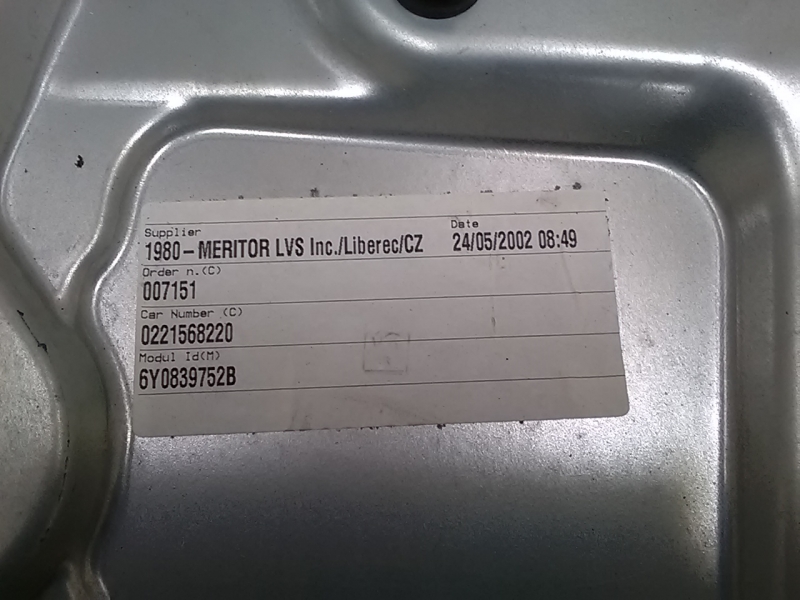 Supplier Date
1980-MERITOR LVS Inc./Liberec/CZ 24/05/2002 08:49
Order n.(C)
007151
Car Number (C)
0221568220
Modul Id(M)
6Y0839752B